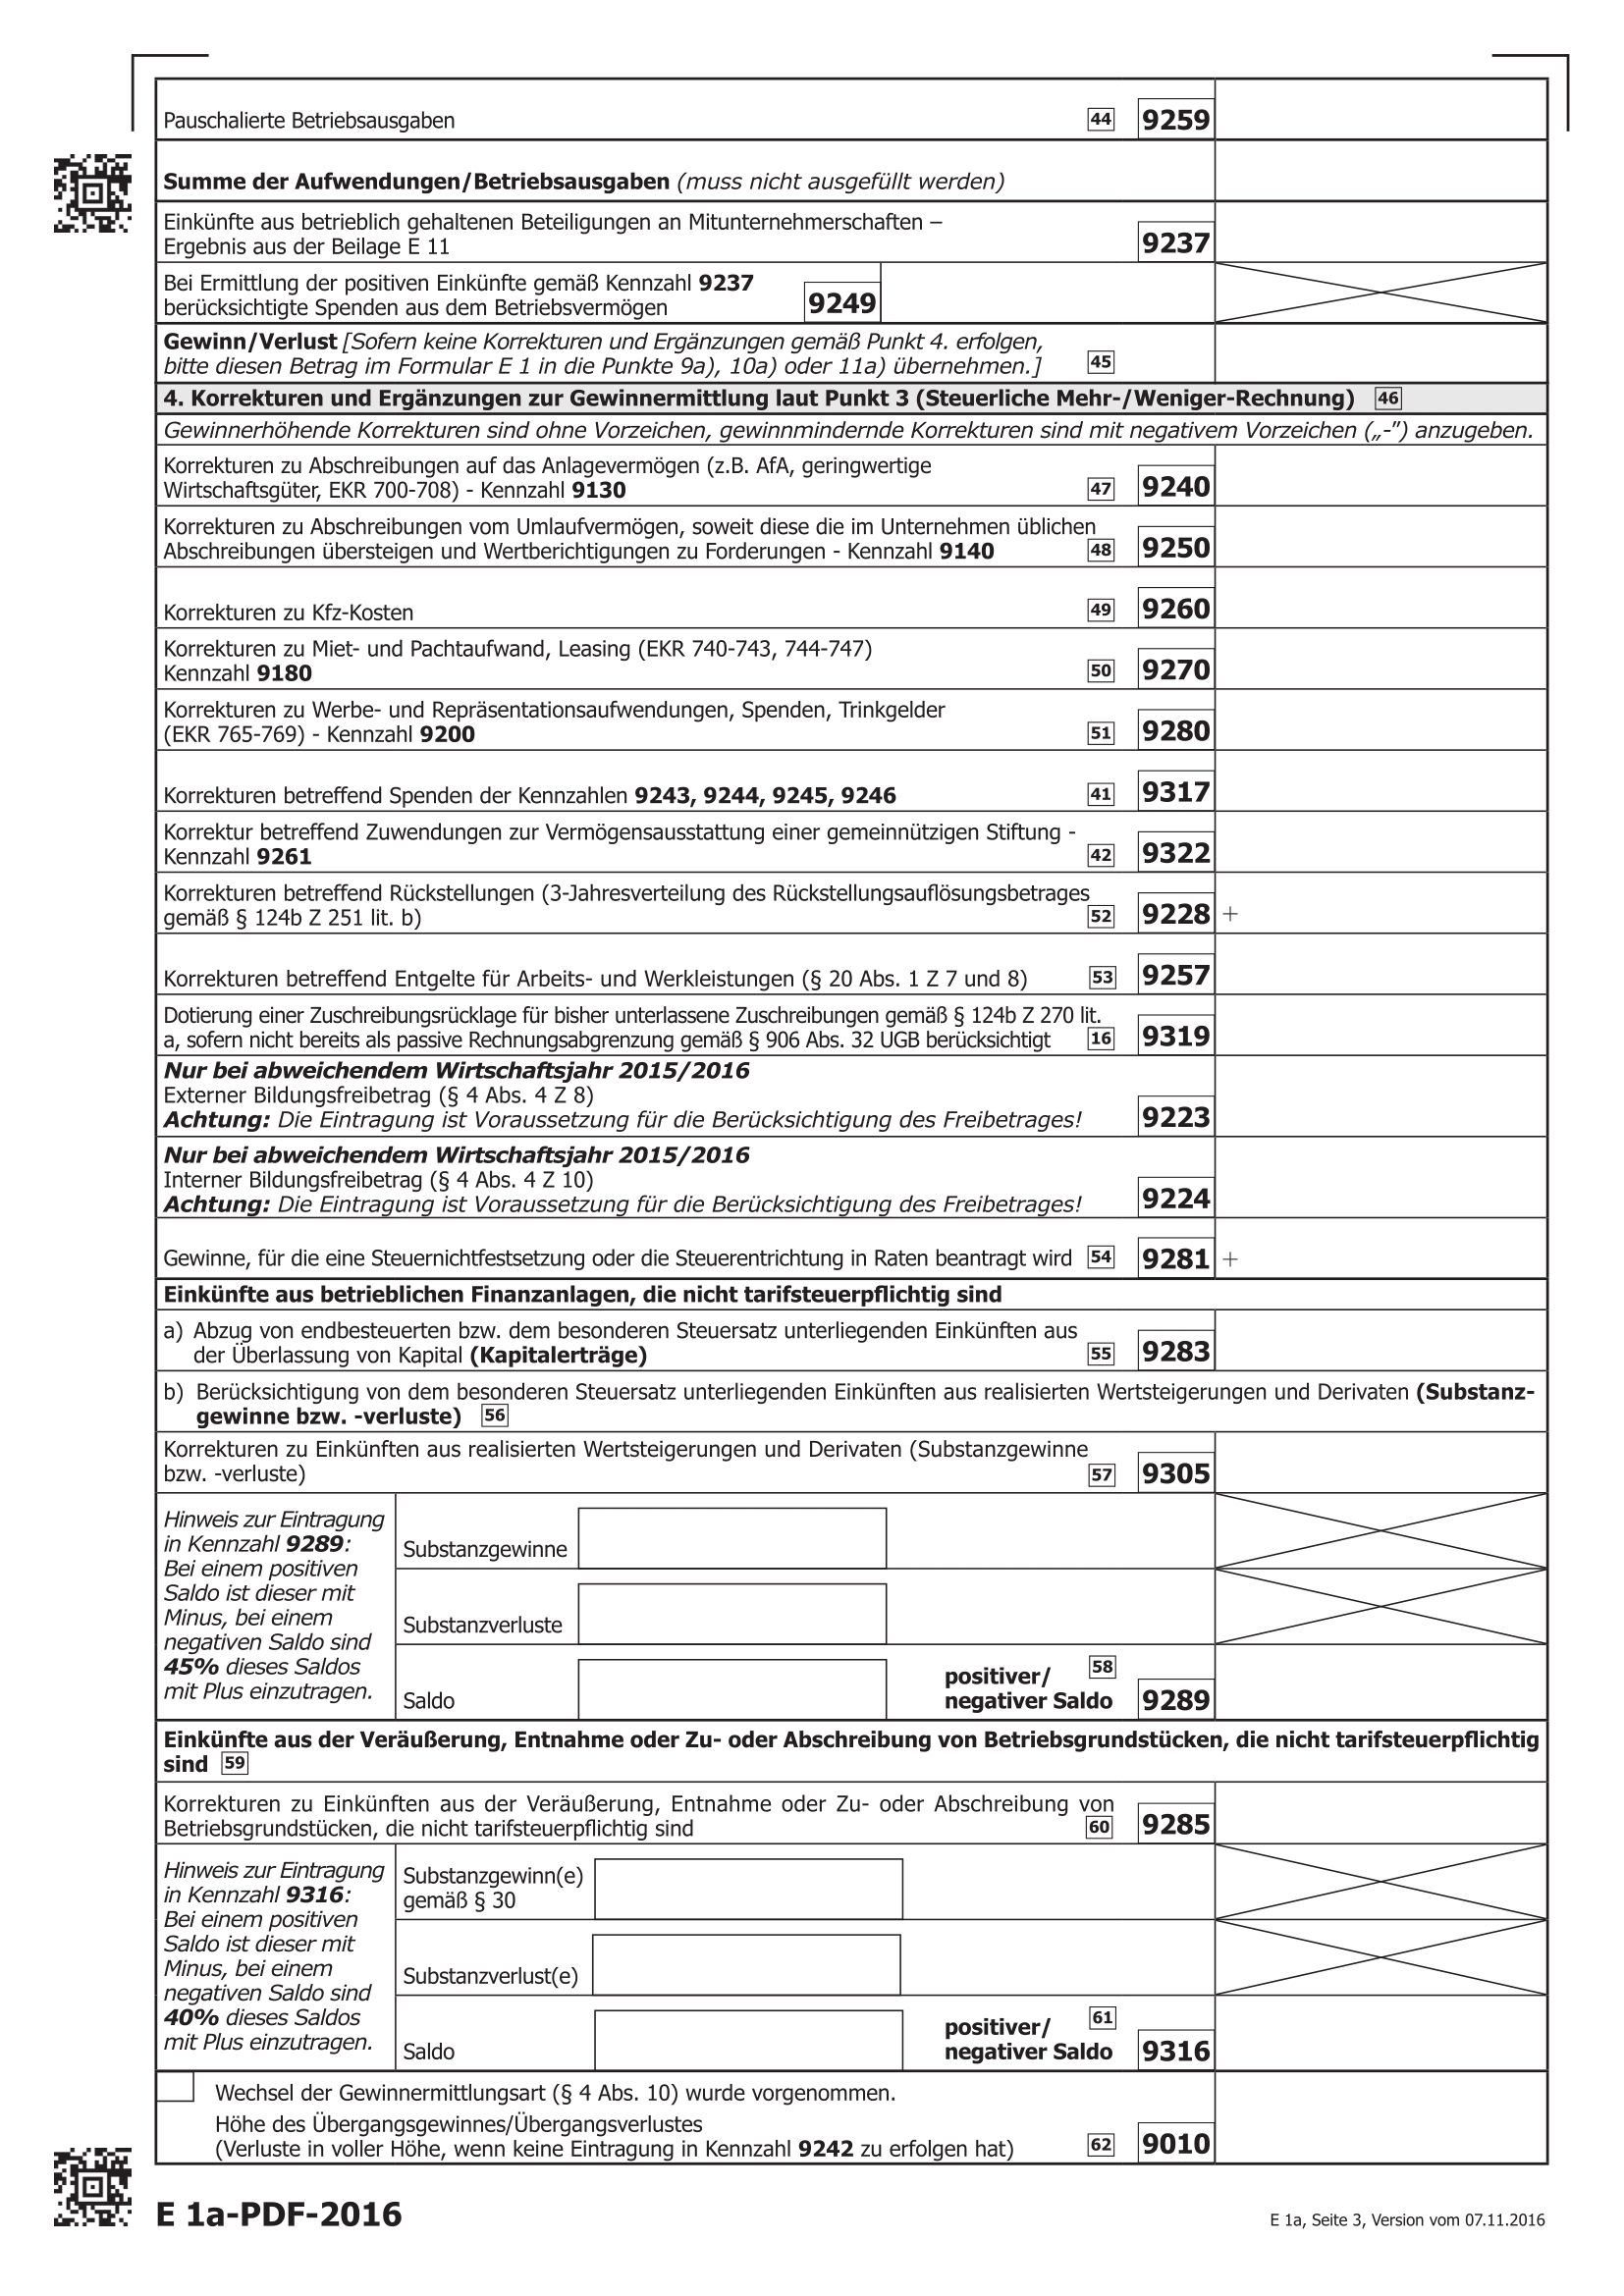 Pauschalierte Betriebsausgaben 44 9259
Summe der Aufwendungen/Betriebsausgaben (muss nicht ausgefüllt werden)
Einkünfte aus betrieblich gehaltenen Beteiligungen an Mitunternehmerschaften –
Ergebnis aus der Beilage E 11 9237
Bei Ermittlung der positiven Einkünfte gemäß Kennzahl 9237
berücksichtigte Spenden aus dem Betriebsvermögen 9249
Gewinn/Verlust [Sofern keine Korrekturen und Ergänzungen gemäß Punkt 4. erfolgen,
bitte diesen Betrag im Formular E 1 in die Punkte 9a), 10a) oder 11a) übernehmen.] 45
4. Korrekturen und Ergänzungen zur Gewinnermittlung laut Punkt 3 (Steuerliche Mehr-/Weniger-Rechnung) 46
Gewinnerhöhende Korrekturen sind ohne Vorzeichen, gewinnmindernde Korrekturen sind mit negativem Vorzeichen („-”) anzugeben.
Korrekturen zu Abschreibungen auf das Anlagevermögen (z.B. AfA, geringwertige
Wirtschaftsgüter, EKR 700-708) - Kennzahl 9130 47 9240
Korrekturen zu Abschreibungen vom Umlaufvermögen, soweit diese die im Unternehmen üblichen
Abschreibungen übersteigen und Wertberichtigungen zu Forderungen - Kennzahl 9140 48 9250
Korrekturen zu Kfz-Kosten 49 9260
Korrekturen zu Miet- und Pachtaufwand, Leasing (EKR 740-743, 744-747)
Kennzahl 9180 50 9270
Korrekturen zu Werbe- und Repräsentationsaufwendungen, Spenden, Trinkgelder
(EKR 765-769) - Kennzahl 9200 51 9280
Korrekturen betreffend Spenden der Kennzahlen 9243, 9244, 9245, 9246 41 9317
Korrektur betreffend Zuwendungen zur Vermögensausstattung einer gemeinnützigen Stiftung -
Kennzahl 9261 42 9322
Korrekturen betreffend Rückstellungen (3-Jahresverteilung des Rückstellungsauflösungsbetrages
gemäß § 124b Z 251 lit. b) 52 9228 +
Korrekturen betreffend Entgelte für Arbeits- und Werkleistungen (§ 20 Abs. 1 Z 7 und 8) 53 9257
Dotierung einer Zuschreibungsrücklage für bisher unterlassene Zuschreibungen gemäß § 124b Z 270 lit.
a, sofern nicht bereits als passive Rechnungsabgrenzung gemäß § 906 Abs. 32 UGB berücksichtigt 16 9319
Nur bei abweichendem Wirtschaftsjahr 2015/2016
Externer Bildungsfreibetrag (§ 4 Abs. 4 Z 8)
Achtung: Die Eintragung ist Voraussetzung für die Berücksichtigung des Freibetrages! 9223
Nur bei abweichendem Wirtschaftsjahr 2015/2016
Interner Bildungsfreibetrag (§ 4 Abs. 4 Z 10)
Achtung: Die Eintragung ist Voraussetzung für die Berücksichtigung des Freibetrages! 9224
Gewinne, für die eine Steuernichtfestsetzung oder die Steuerentrichtung in Raten beantragt wird 54 9281 +
Einkünfte aus betrieblichen Finanzanlagen, die nicht tarifsteuerpflichtig sind
a) Abzug von endbesteuerten bzw. dem besonderen Steuersatz unterliegenden Einkünften aus
der Überlassung von Kapital (Kapitalerträge) 55 9283
b) Berücksichtigung von dem besonderen Steuersatz unterliegenden Einkünften aus realisierten Wertsteigerungen und Derivaten (Substanz-
gewinne bzw. -verluste) 56
Korrekturen zu Einkünften aus realisierten Wertsteigerungen und Derivaten (Substanzgewinne
bzw. -verluste) 57 9305
Hinweis zur Eintragung
in Kennzahl 9289:
Bei einem positiven
Saldo ist dieser mit
Minus, bei einem
negativen Saldo sind
45% dieses Saldos
mit Plus einzutragen.
Substanzgewinne
Substanzverluste
Saldo
positiver/ 58
negativer Saldo 9289
Einkünfte aus der Veräußerung, Entnahme oder Zu- oder Abschreibung von Betriebsgrundstücken, die nicht tarifsteuerpflichtig
sind 59
Korrekturen zu Einkünften aus der Veräußerung, Entnahme oder Zu- oder Abschreibung von
Betriebsgrundstücken, die nicht tarifsteuerpflichtig sind 60 9285
Hinweis zur Eintragung
in Kennzahl 9316:
Bei einem positiven
Saldo ist dieser mit
Minus, bei einem
negativen Saldo sind
40% dieses Saldos
mit Plus einzutragen.
Substanzgewinn(e)
gemäß § 30
Substanzverlust(e)
Saldo
positiver/ 61
negativer Saldo 9316
Wechsel der Gewinnermittlungsart (§ 4 Abs. 10) wurde vorgenommen.
Höhe des Übergangsgewinnes/Übergangsverlustes
(Verluste in voller Höhe, wenn keine Eintragung in Kennzahl 9242 zu erfolgen hat) 62 9010
E 1a-PDF-2016
E 1a, Seite 3, Version vom 07.11.2016